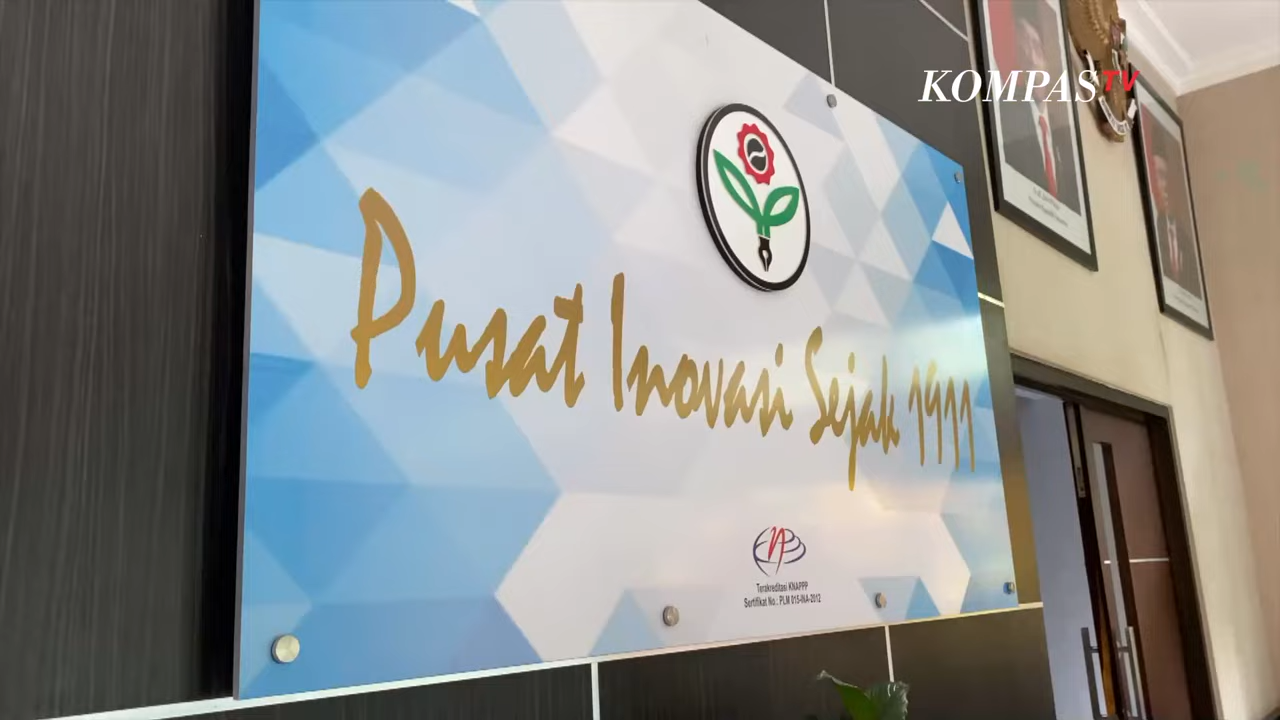 KOMPASTV
Pusat Inovasi Sejak 1911
Terakreditasi KNAPPP
Sertifikat No.: PLM 015-INA-2012